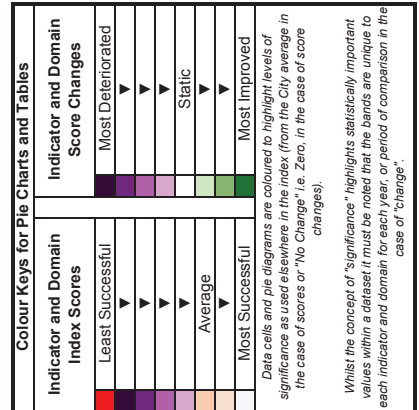 Colour Keys for Pie Charts and Tables
Indicator and Domain
Index Scores
Least Successful
▼
▼
▼
▼
Average
▼
Most Successful
Indicator and Domain
Score Changes
Most Deteriorated
▼
▼
▼
Static
▼
▼
Most Improved
Data cells and pie diagrams are coloured to highlight levels of
significance as used elsewhere in the index (from the City average in
the case of scores or "No Change" i.e. Zero, in the case of score
changes).
Whilst the concept of "significance" highlights statistically important
values within a dataset it must be noted that the bands are unique to
each indicator and domain for each year, or period of comparison in the
case of "change".